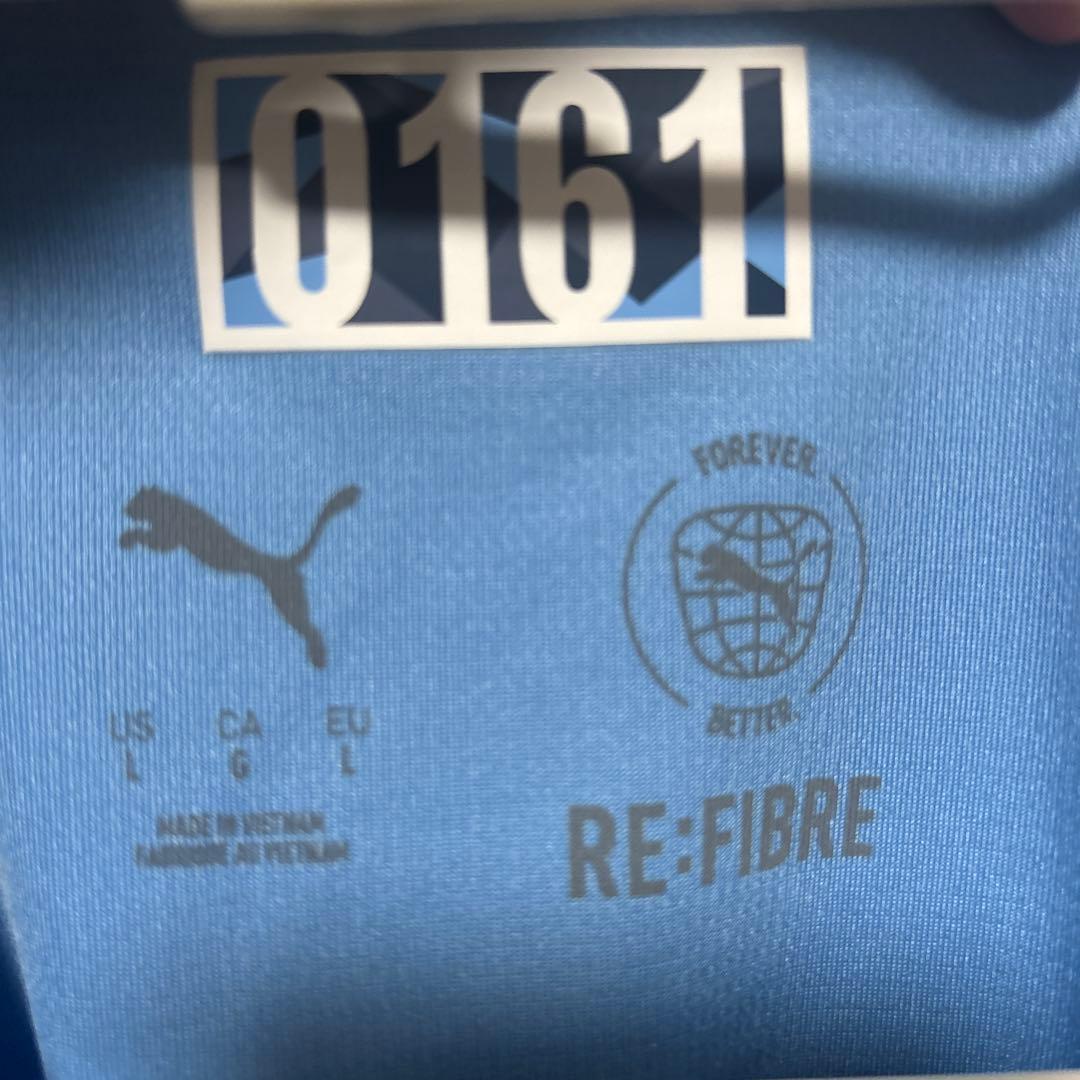 0161
FOREVER.
BETTER.
US CA EU
L G L
MADE IN VIETNAM
FABRIQUÉ AU VIETNAM
RE:FIBRE